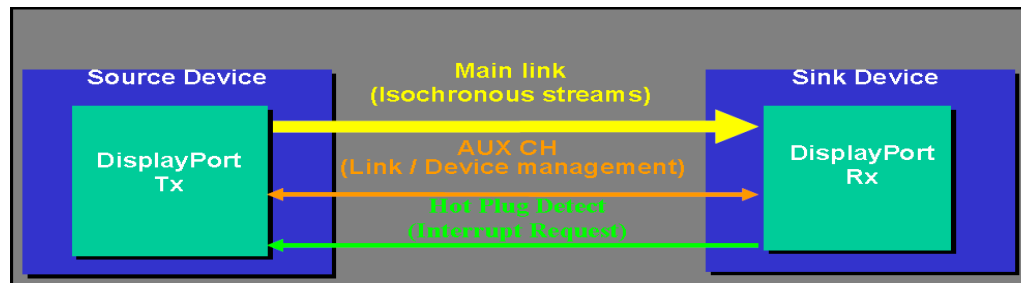 Source Device
DisplayPort
Tx
Main link
(Isochronous streams)
AUX CH
(Link / Device management)
Hot Plug Detect
(Interrupt Request)
Sink Device
DisplayPort
Rx